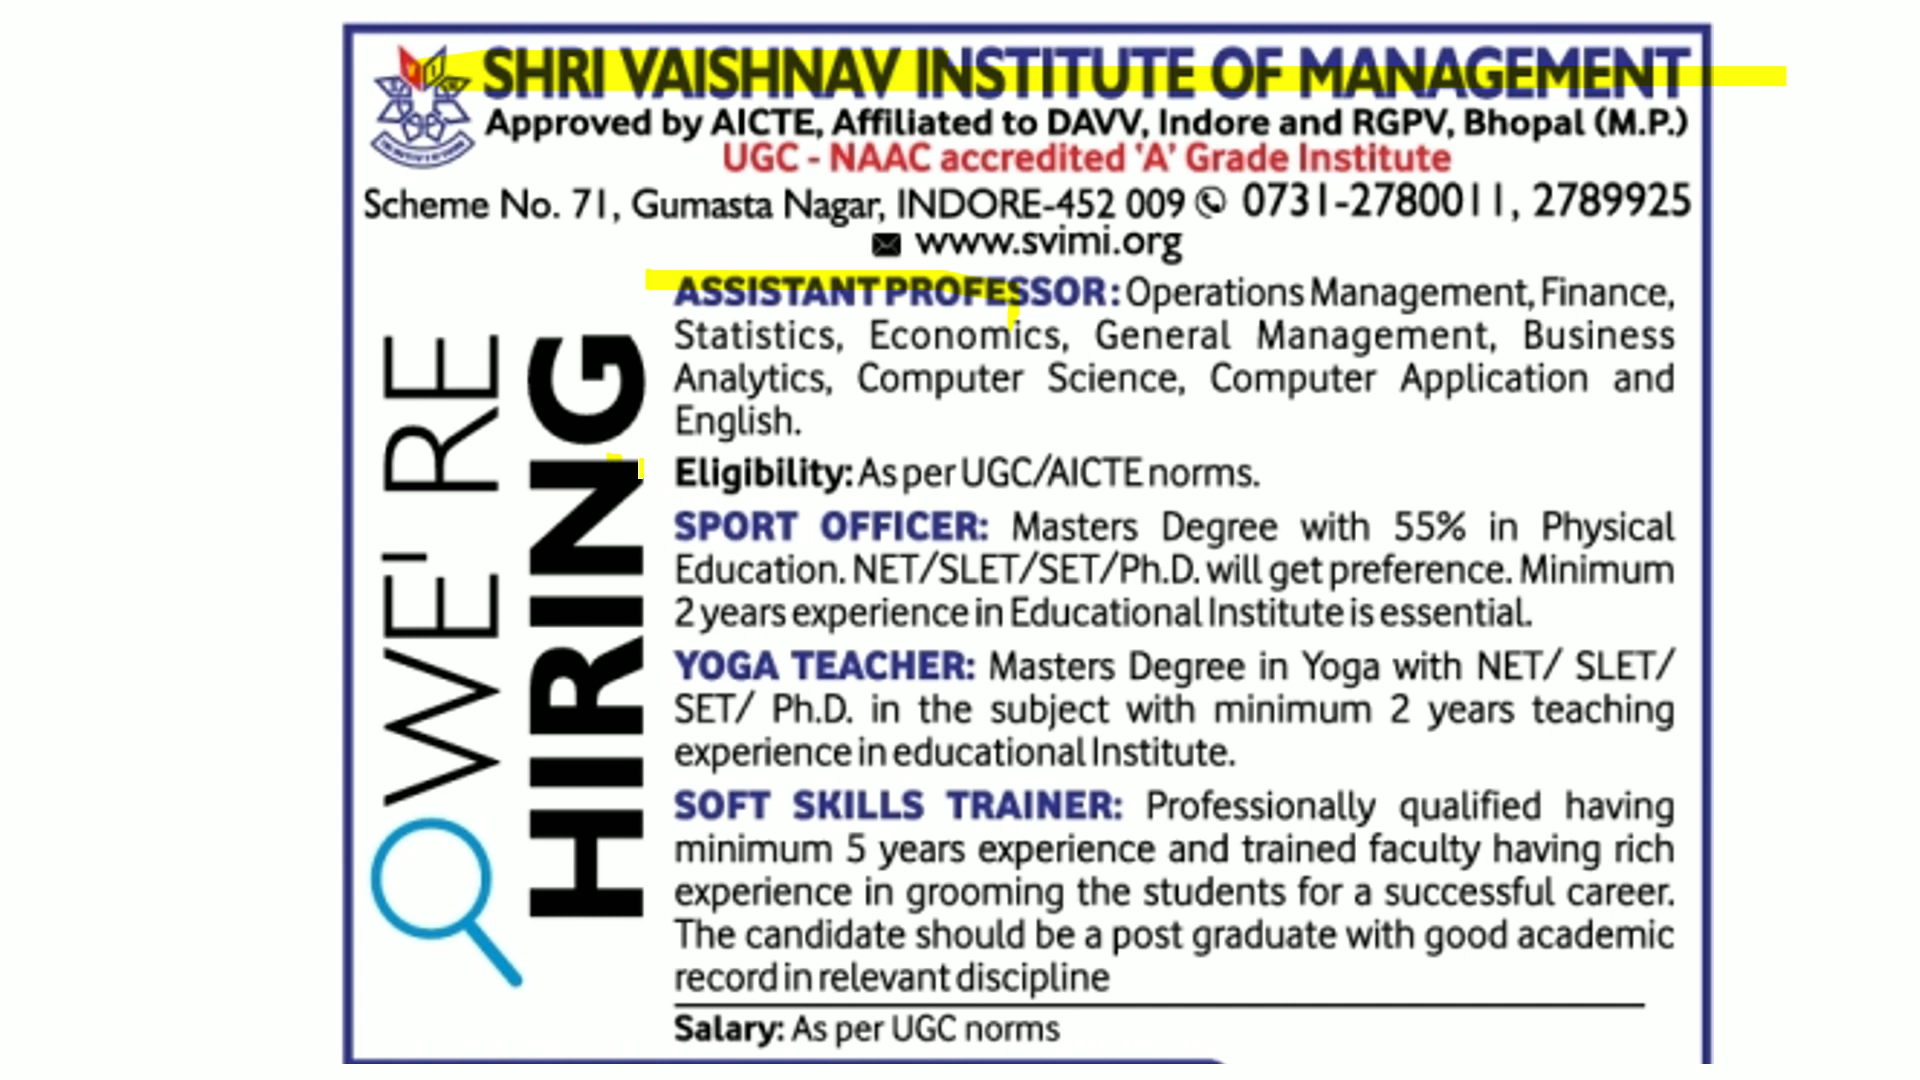 SHRI VAISHNAV INSTITUTE OF MANAGEMENT
Approved by AICTE, Affiliated to DAVV, Indore and RGPV, Bhopal (M.P.)
UGC - NAAC accredited 'A' Grade Institute
Scheme No. 71, Gumasta Nagar, INDORE-452 009 0731-2780011, 2789925
www.svimi.org
WE'RE
HIRING
ASSISTANT PROFESSOR: Operations Management, Finance,
Statistics, Economics, General Management, Business
Analytics, Computer Science, Computer Application and
English.
Eligibility: As per UGC/AICTE norms.
SPORT OFFICER: Masters Degree with 55% in Physical
Education. NET/SLET/SET/Ph.D. will get preference. Minimum
2 years experience in Educational Institute is essential.
YOGA TEACHER: Masters Degree in Yoga with NET/ SLET/
SET/ Ph.D. in the subject with minimum 2 years teaching
experience in educational Institute.
SOFT SKILLS TRAINER: Professionally qualified having
minimum 5 years experience and trained faculty having rich
experience in grooming the students for a successful career.
The candidate should be a post graduate with good academic
record in relevant discipline
Salary: As per UGC norms